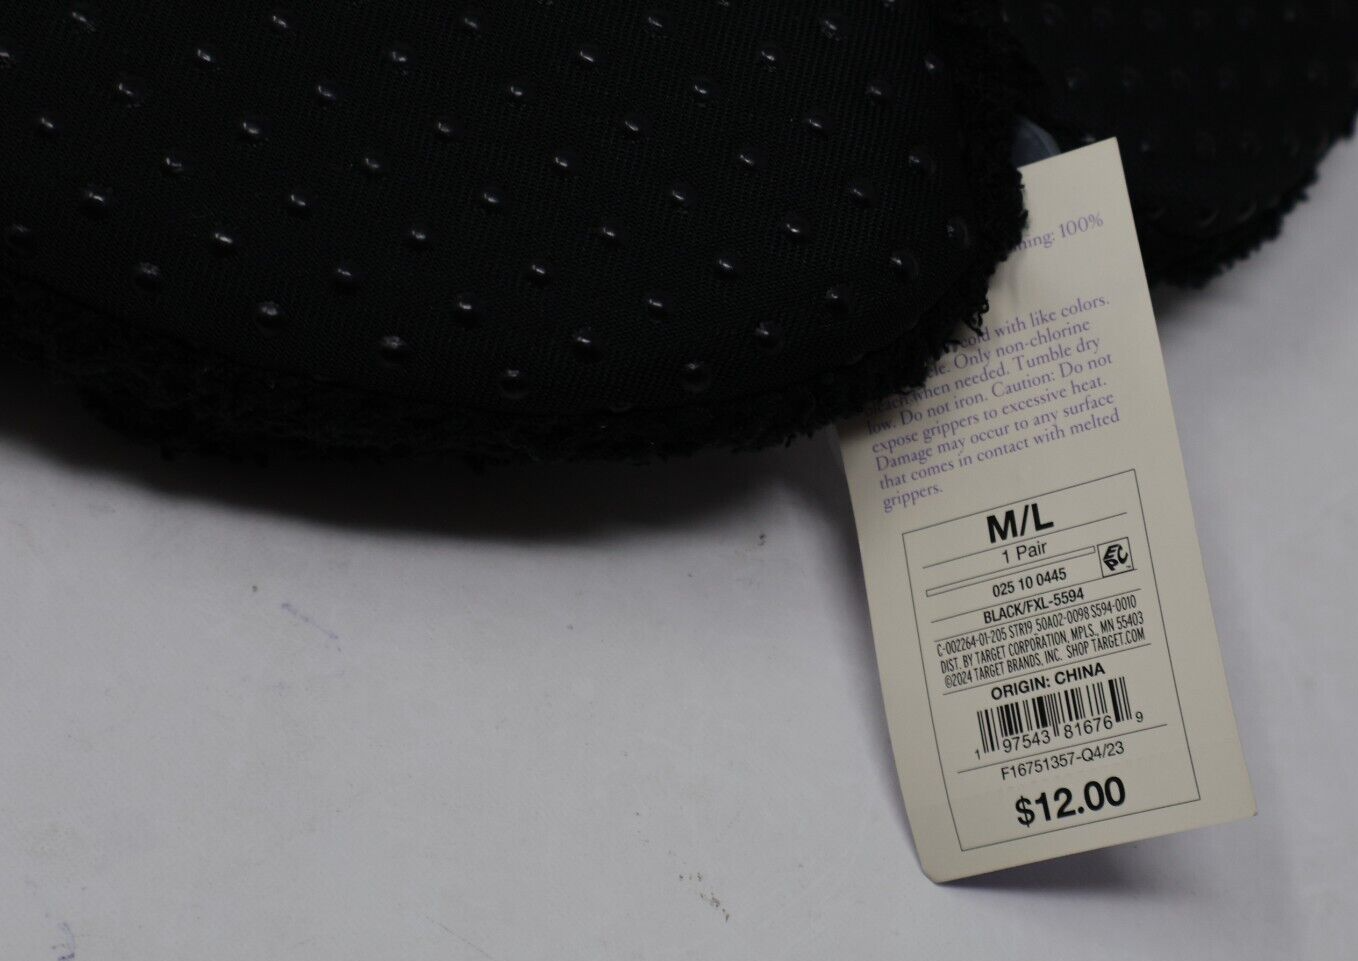 ning: 100%
cold with like colors.
Only non-chlorine
bleach when needed. Tumble dry
low. Do not iron. Caution: Do not
expose grippers to excessive heat.
Damage may occur to any surface
that comes in contact with melted
grippers.
M/L
1 Pair
EPC
025 10 0445
BLACK/FXL-5594
C-002264-01-205 STR19 50A02-0098 S594-0010
DIST. BY TARGET CORPORATION, MPLS., MN 55403
©2024 TARGET BRANDS, INC. SHOP TARGET.COM
ORIGIN: CHINA
1 97543 81676 9
F16751357-Q4/23
$12.00